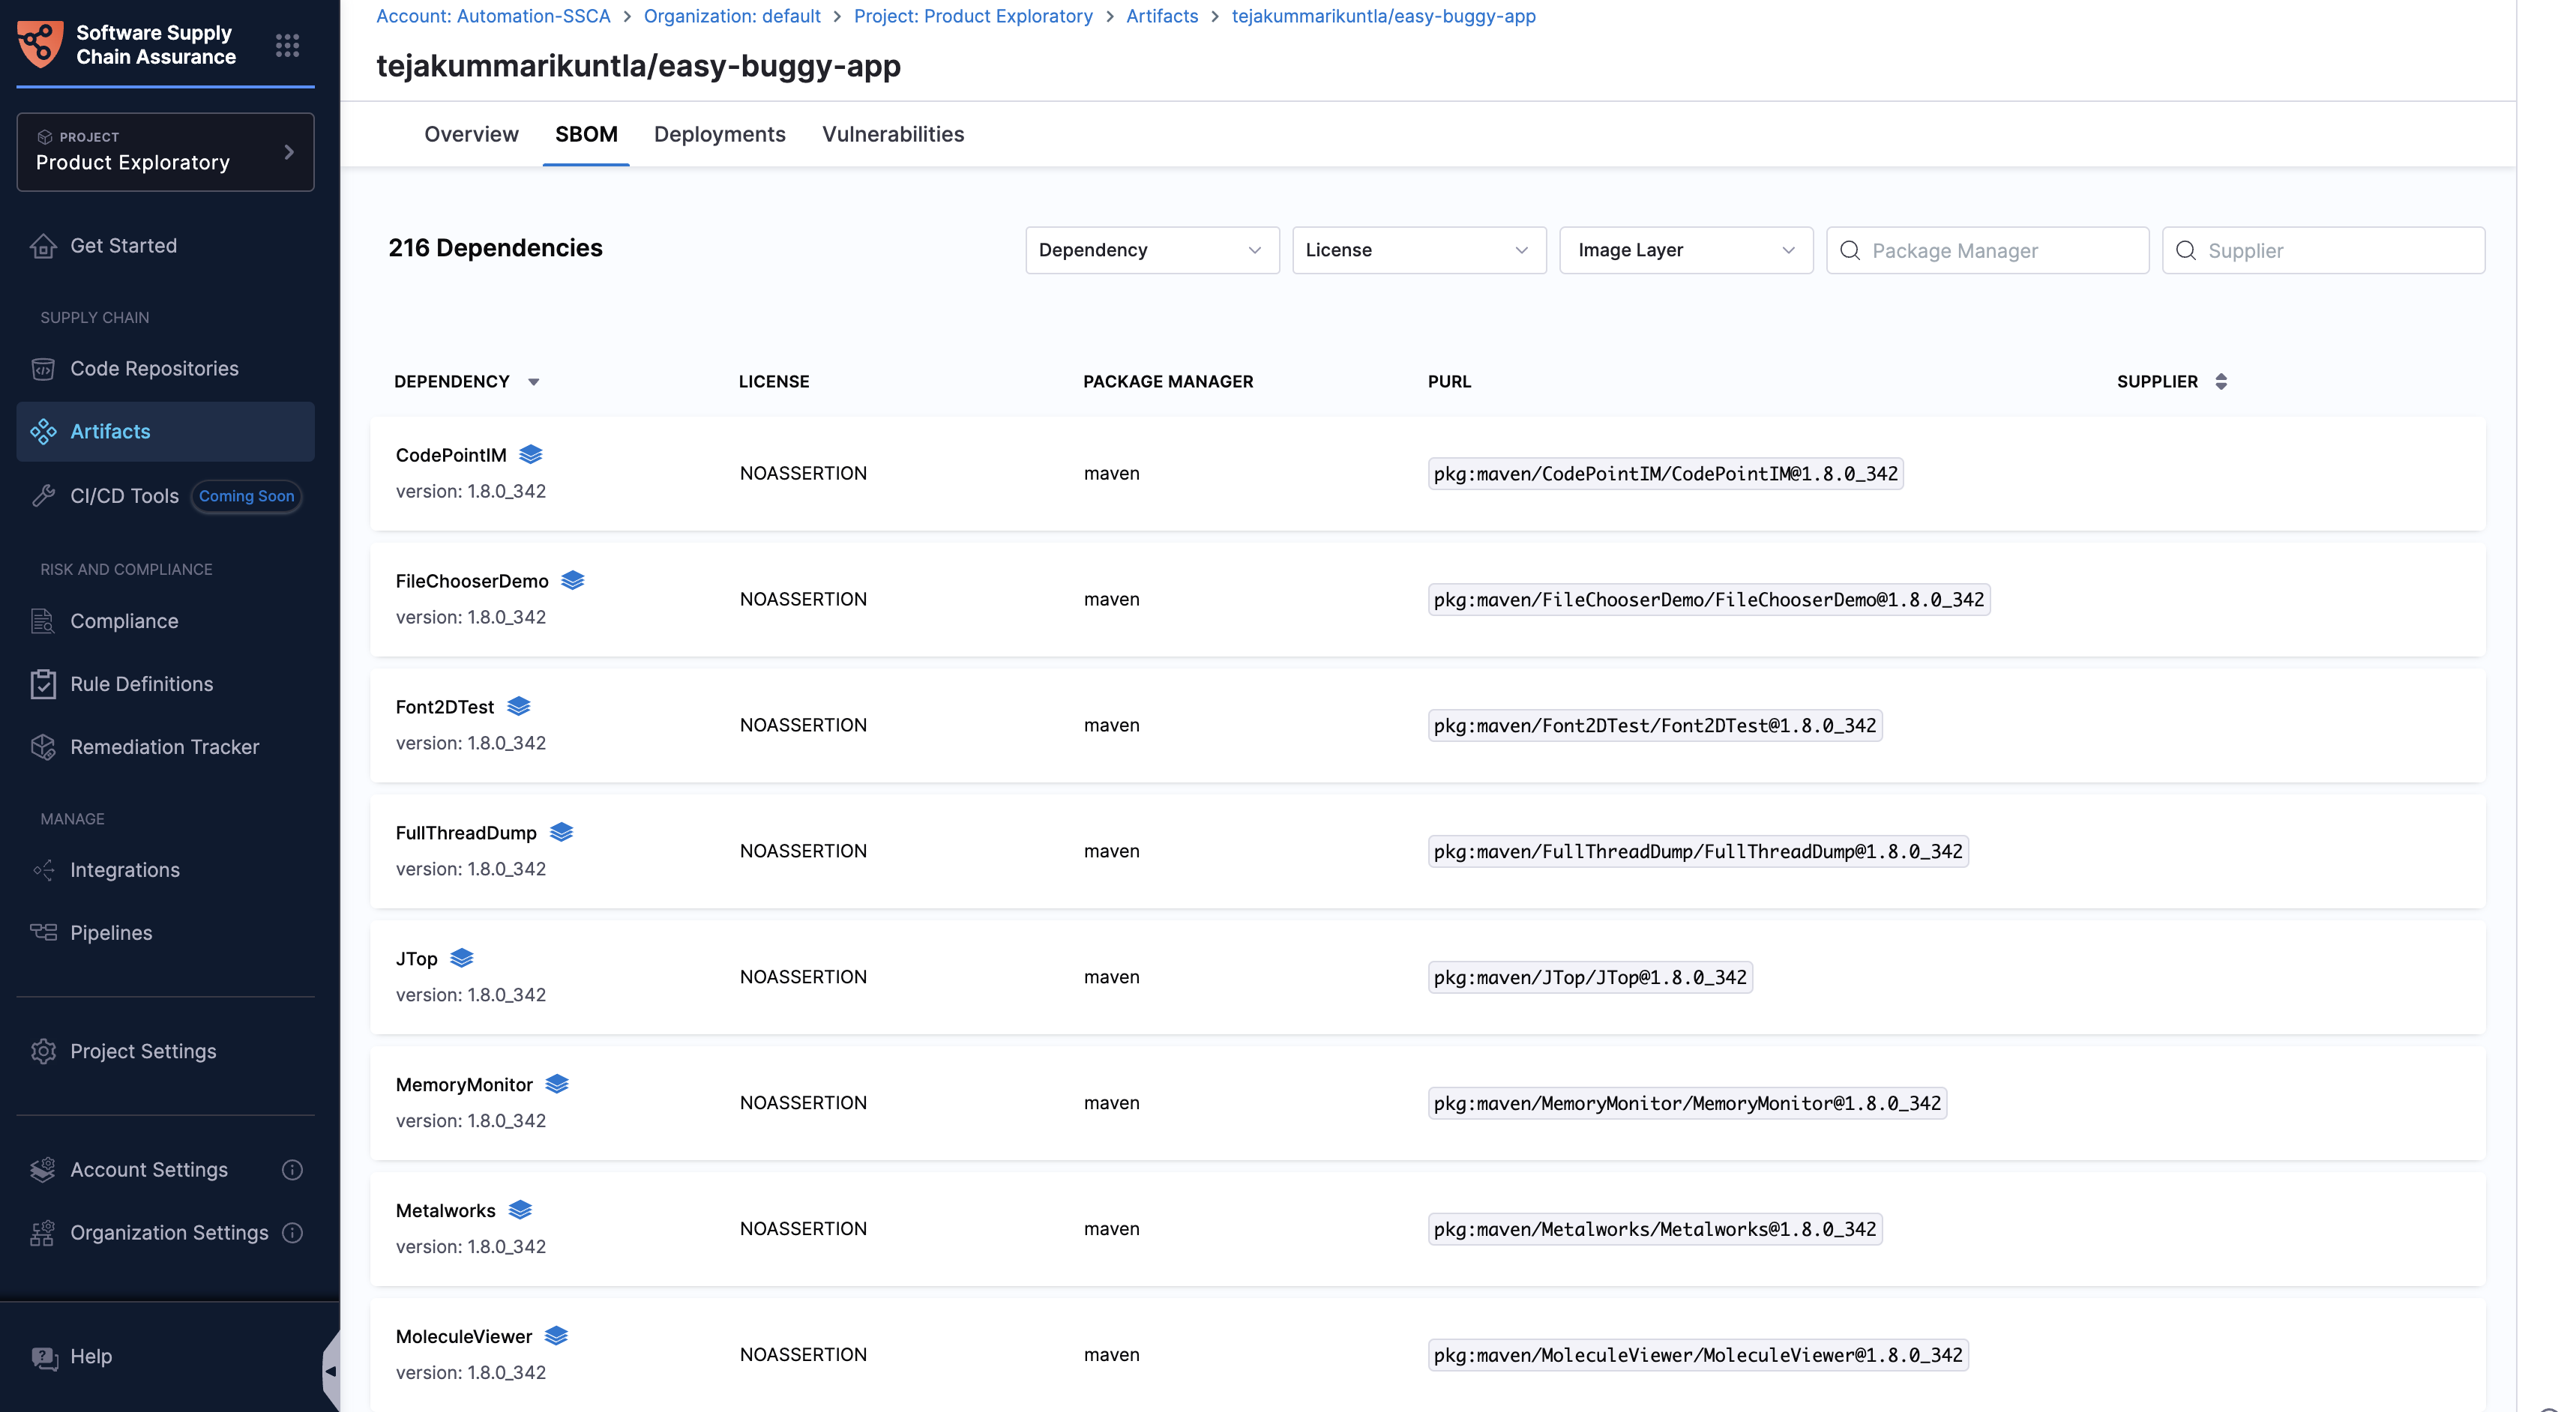 Software Supply
Chain Assurance
PROJECT
Product Exploratory
Get Started
SUPPLY CHAIN
Code Repositories
Artifacts
CI/CD Tools Coming Soon
RISK AND COMPLIANCE
Compliance
Rule Definitions
Remediation Tracker
MANAGE
Integrations
Pipelines
Project Settings
Account Settings
Organization Settings
Help
Account: Automation-SSCA > Organization: default > Project: Product Exploratory > Artifacts > tejakummarikuntla/easy-buggy-app
tejakummarikuntla/easy-buggy-app
Overview SBOM Deployments Vulnerabilities
216 Dependencies Dependency License Image Layer Package Manager Supplier
DEPENDENCY LICENSE PACKAGE MANAGER PURL SUPPLIER
CodePointIM
version: 1.8.0_342
NOASSERTION maven pkg:maven/CodePointIM/CodePointIM@1.8.0_342
FileChooserDemo
version: 1.8.0_342
NOASSERTION maven pkg:maven/FileChooserDemo/FileChooserDemo@1.8.0_342
Font2DTest
version: 1.8.0_342
NOASSERTION maven pkg:maven/Font2DTest/Font2DTest@1.8.0_342
FullThreadDump
version: 1.8.0_342
NOASSERTION maven pkg:maven/FullThreadDump/FullThreadDump@1.8.0_342
JTop
version: 1.8.0_342
NOASSERTION maven pkg:maven/JTop/JTop@1.8.0_342
MemoryMonitor
version: 1.8.0_342
NOASSERTION maven pkg:maven/MemoryMonitor/MemoryMonitor@1.8.0_342
Metalworks
version: 1.8.0_342
NOASSERTION maven pkg:maven/Metalworks/Metalworks@1.8.0_342
MoleculeViewer
version: 1.8.0_342
NOASSERTION maven pkg:maven/MoleculeViewer/MoleculeViewer@1.8.0_342